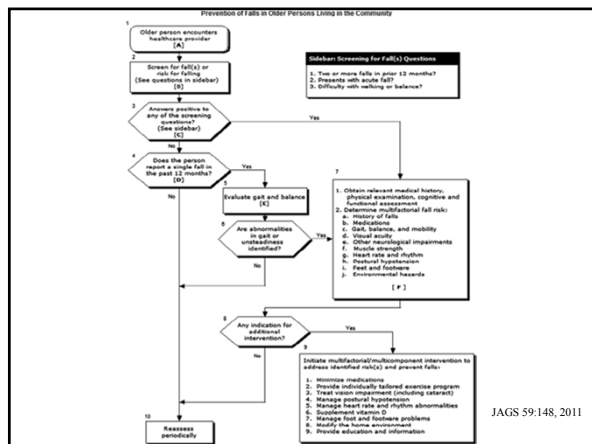 Prevention of Falls in Older Persons Living in the Community
1
Older person encounters
healthcare provider
[A]
2
Screen for fall(s) or
risk for falling
(See questions in sidebar)
[B]
Sidebar: Screening for Fall(s) Questions
1. Two or more falls in prior 12 months?
2. Presents with acute fall?
3. Difficulty with walking or balance?
3
Answers positive to
any of the screening
questions?
(See sidebar)
[C]
Yes
No
4
Does the person
report a single fall in
the past 12 months?
[D]
Yes
No
5
Evaluate gait and balance
[E]
6
Are abnormalities
in gait or
unsteadiness
identified?
Yes
No
7
1. Obtain relevant medical history,
physical examination, cognitive and
functional assessment
2. Determine multifactorial fall risk:
a. History of falls
b. Medications
c. Gait, balance, and mobility
d. Visual acuity
e. Other neurological impairments
f. Muscle strength
g. Heart rate and rhythm
h. Postural hypotension
i. Feet and footware
j. Environmental hazards
[ F ]
8
Any indication for
additional
intervention?
Yes
No
9
Initiate multifactorial/multicomponent intervention to
address identified risk(s) and prevent falls:
1. Minimize medications
2. Provide individually tailored exercise program
3. Treat vision impairment (including cataract)
4. Manage postural hypotension
5. Manage heart rate and rhythm abnormalities
6. Supplement vitamin D
7. Manage foot and footware problems
8. Modify the home environment
9. Provide education and information
10
Reassess
periodically
JAGS 59:148, 2011